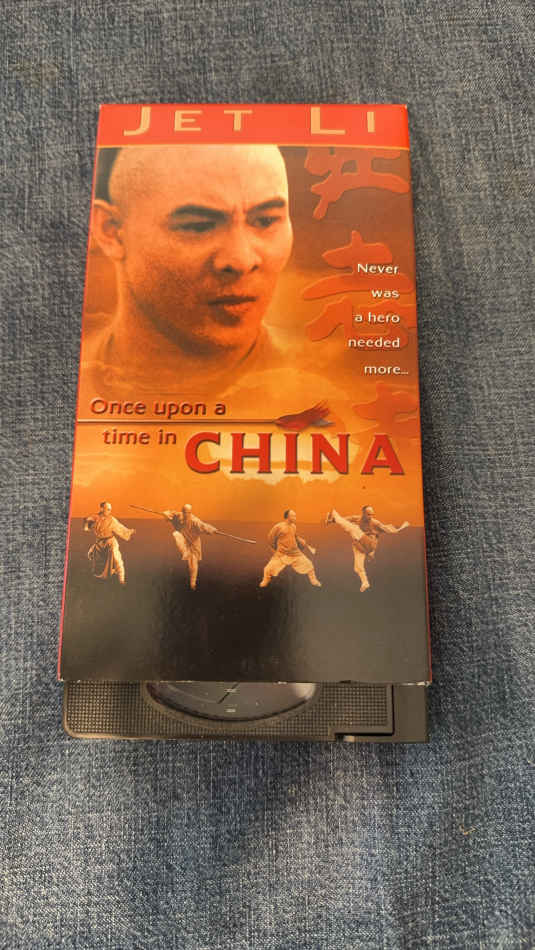 JET LI
Never
was
a hero
needed
more...
Once upon a
time in CHINA